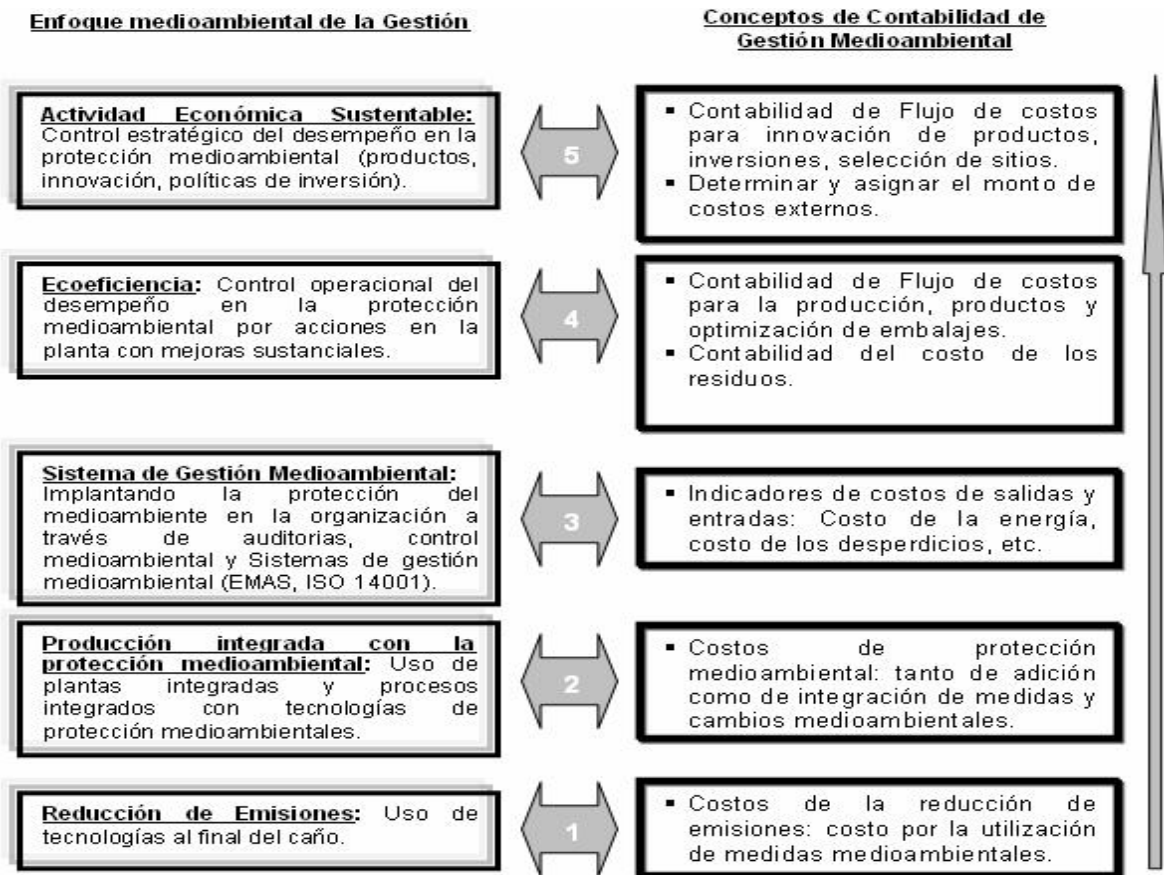 Enfoque medioambiental de la Gestión
Conceptos de Contabilidad de
Gestión Medioambiental
Actividad Económica Sustentable:
Control estratégico del desempeño en la
protección medioambiental (productos,
innovación, políticas de inversión).
5
▪ Contabilidad de Flujo de costos
para innovación de productos,
inversiones, selección de sitios.
▪ Determinar y asignar el monto de
costos externos.
Ecoeficiencia: Control operacional del
desempeño en la protección
medioambiental por acciones en la
planta con mejoras sustanciales.
4
▪ Contabilidad de Flujo de costos
para la producción, productos y
optimización de embalajes.
▪ Contabilidad del costo de los
residuos.
Sistema de Gestión Medioambiental:
Implantando la protección del
medioambiente en la organización a
través de auditorias, control
medioambiental y Sistemas de gestión
medioambiental (EMAS, ISO 14001).
3
▪ Indicadores de costos de salidas y
entradas: Costo de la energía,
costo de los desperdicios, etc.
Producción integrada con la
protección medioambiental: Uso de
plantas integradas y procesos
integrados con tecnologías de
protección medioambientales.
2
▪ Costos de protección
medioambiental: tanto de adición
como de integración de medidas y
cambios medioambientales.
Reducción de Emisiones: Uso de
tecnologías al final del caño.
1
▪ Costos de la reducción de
emisiones: costo por la utilización
de medidas medioambientales.